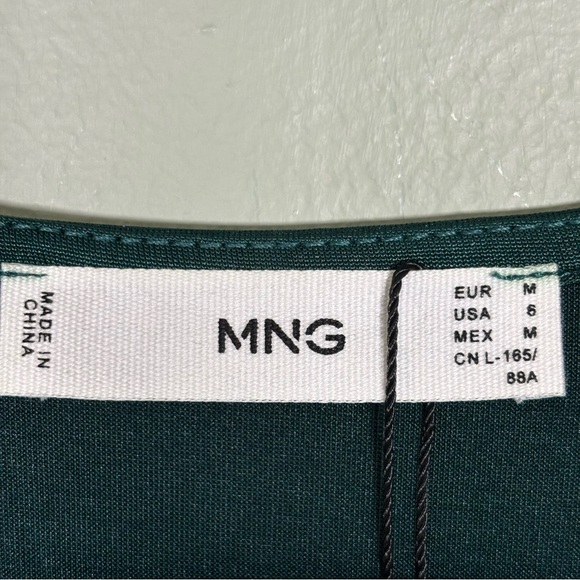 MADE IN
CHINA
MNG
EUR M
USA 6
MEX M
CN L-165/
88A